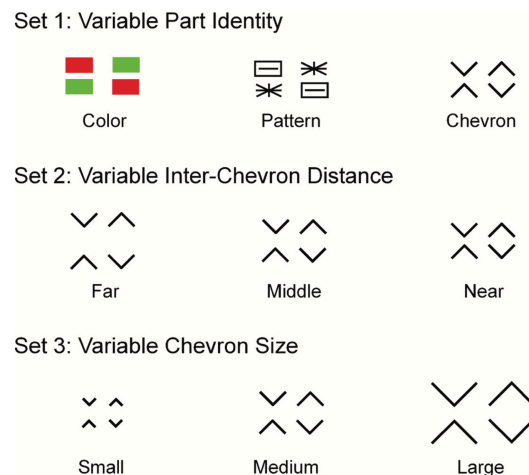 Set 1: Variable Part Identity
Color Pattern Chevron
Set 2: Variable Inter-Chevron Distance
Far Middle Near
Set 3: Variable Chevron Size
Small Medium Large